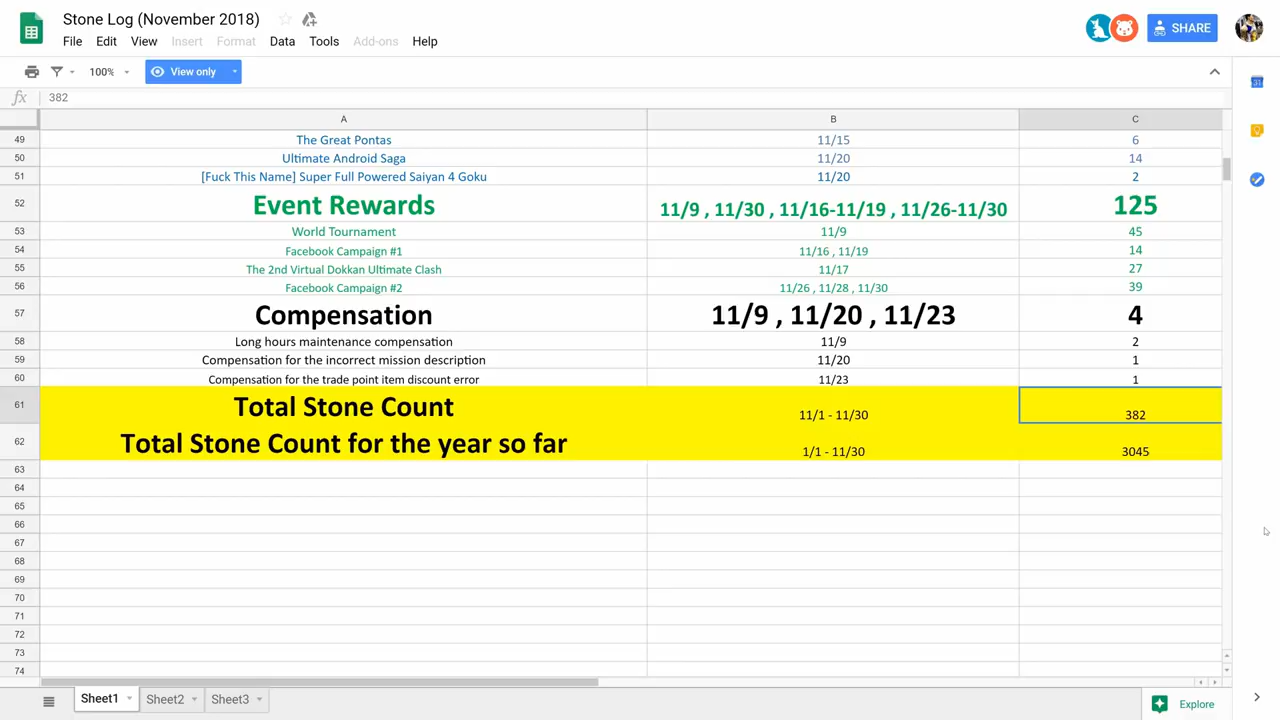 Stone Log (November 2018)
File Edit View Insert Format Data Tools Add-ons Help
SHARE
100% View only
fx 382
A B C
49 The Great Pontas 11/15 6
50 Ultimate Android Saga 11/20 14
51 [Fuck This Name] Super Full Powered Saiyan 4 Goku 11/20 2
52 Event Rewards 11/9 , 11/30 , 11/16-11/19 , 11/26-11/30 125
53 World Tournament 11/9 45
54 Facebook Campaign #1 11/16 , 11/19 14
55 The 2nd Virtual Dokkan Ultimate Clash 11/17 27
56 Facebook Campaign #2 11/26 , 11/28 , 11/30 39
57 Compensation 11/9 , 11/20 , 11/23 4
58 Long hours maintenance compensation 11/9 2
59 Compensation for the incorrect mission description 11/20 1
60 Compensation for the trade point item discount error 11/23 1
61 Total Stone Count 11/1 - 11/30 382
62 Total Stone Count for the year so far 1/1 - 11/30 3045
63
64
65
66
67
68
69
70
71
72
73
74
Sheet1 Sheet2 Sheet3 Explore
31